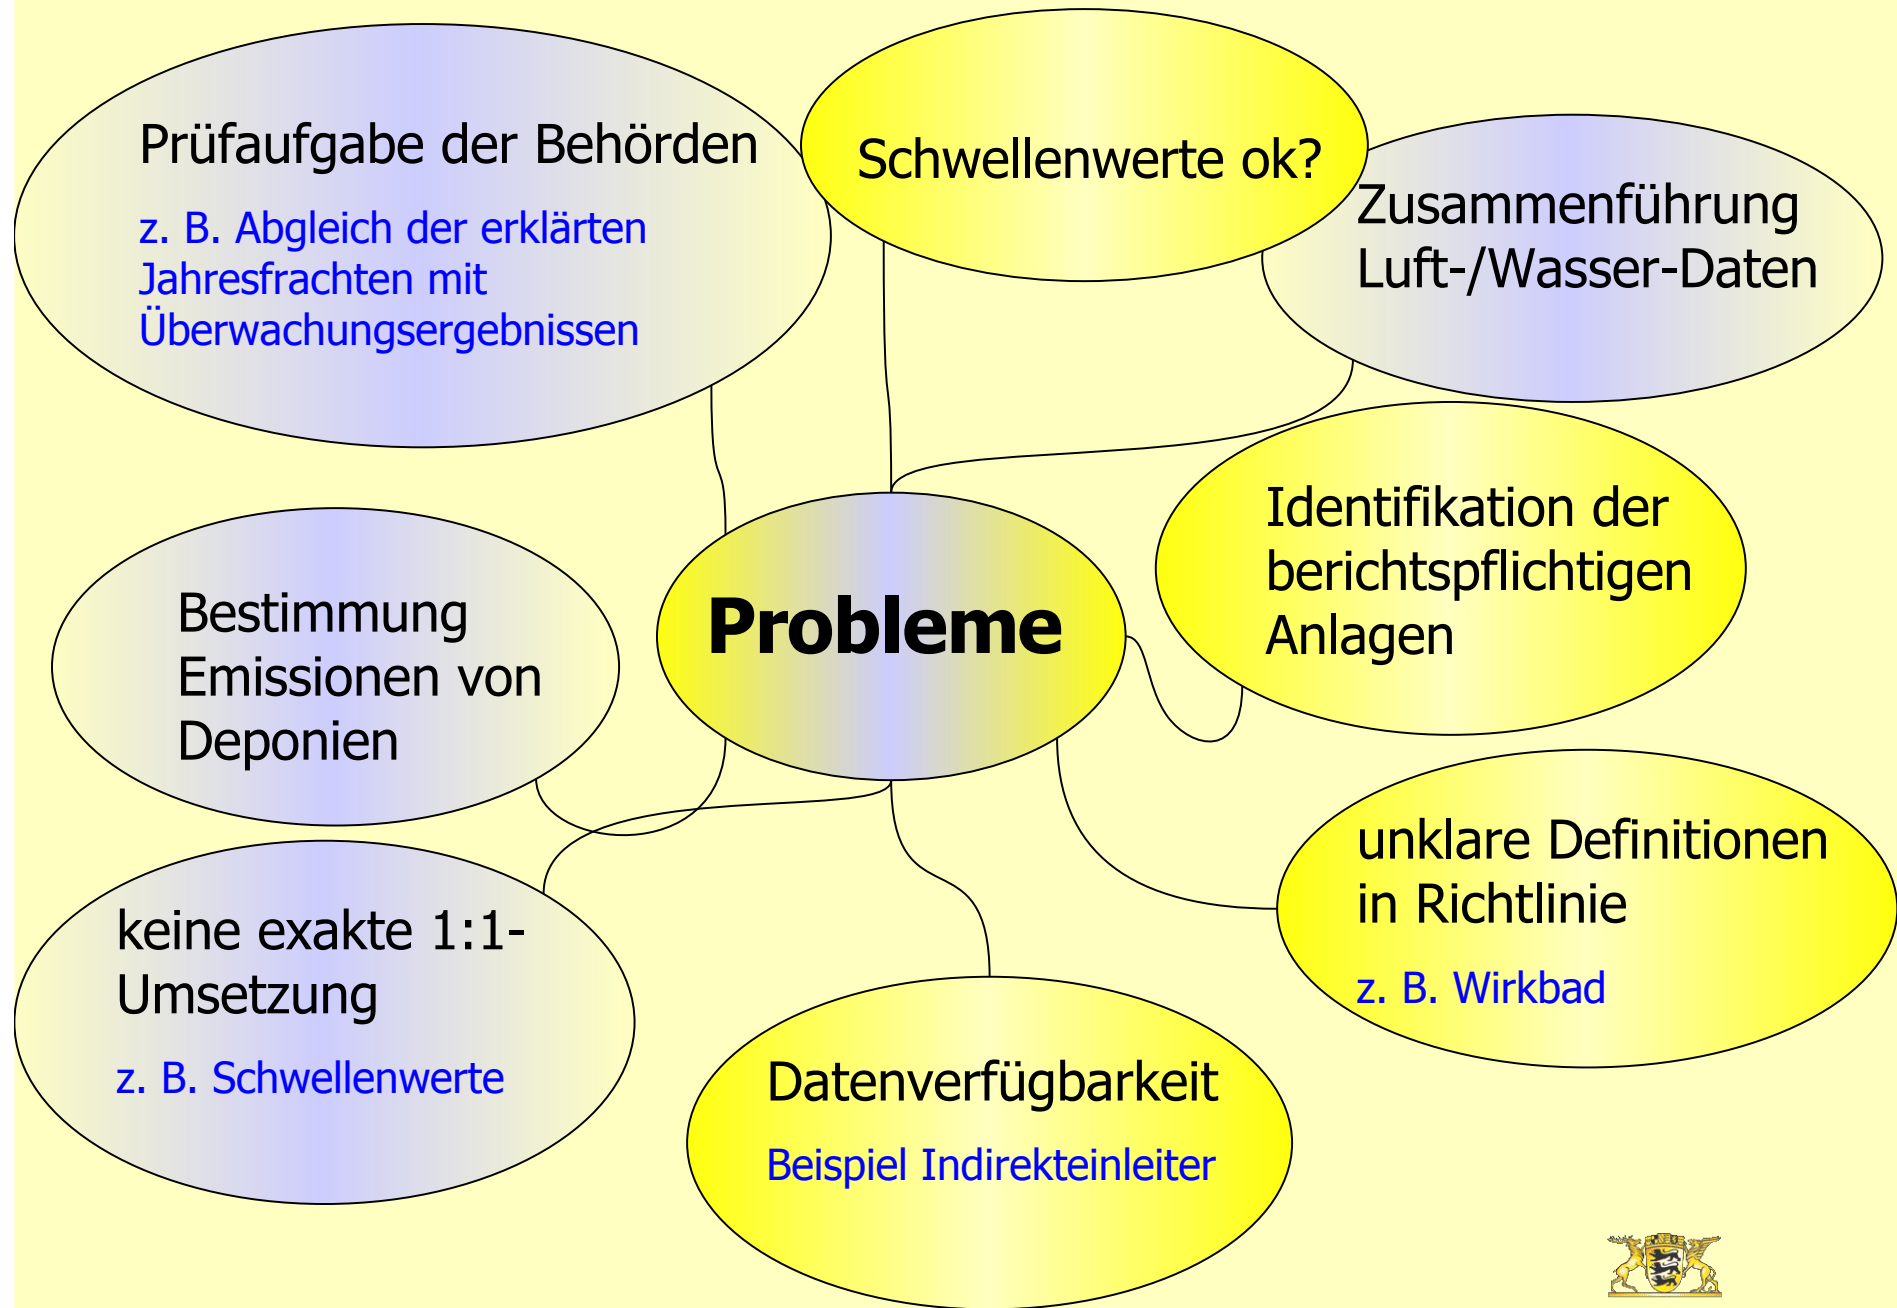 Prüfaufgabe der Behörden
z. B. Abgleich der erklärten
Jahresfrachten mit
Überwachungsergebnissen
Schwellenwerte ok?
Zusammenführung
Luft-/Wasser-Daten
Identifikation der
berichtspflichtigen
Anlagen
Probleme
Bestimmung
Emissionen von
Deponien
unklare Definitionen
in Richtlinie
z. B. Wirkbad
keine exakte 1:1-
Umsetzung
z. B. Schwellenwerte
Datenverfügbarkeit
Beispiel Indirekteinleiter